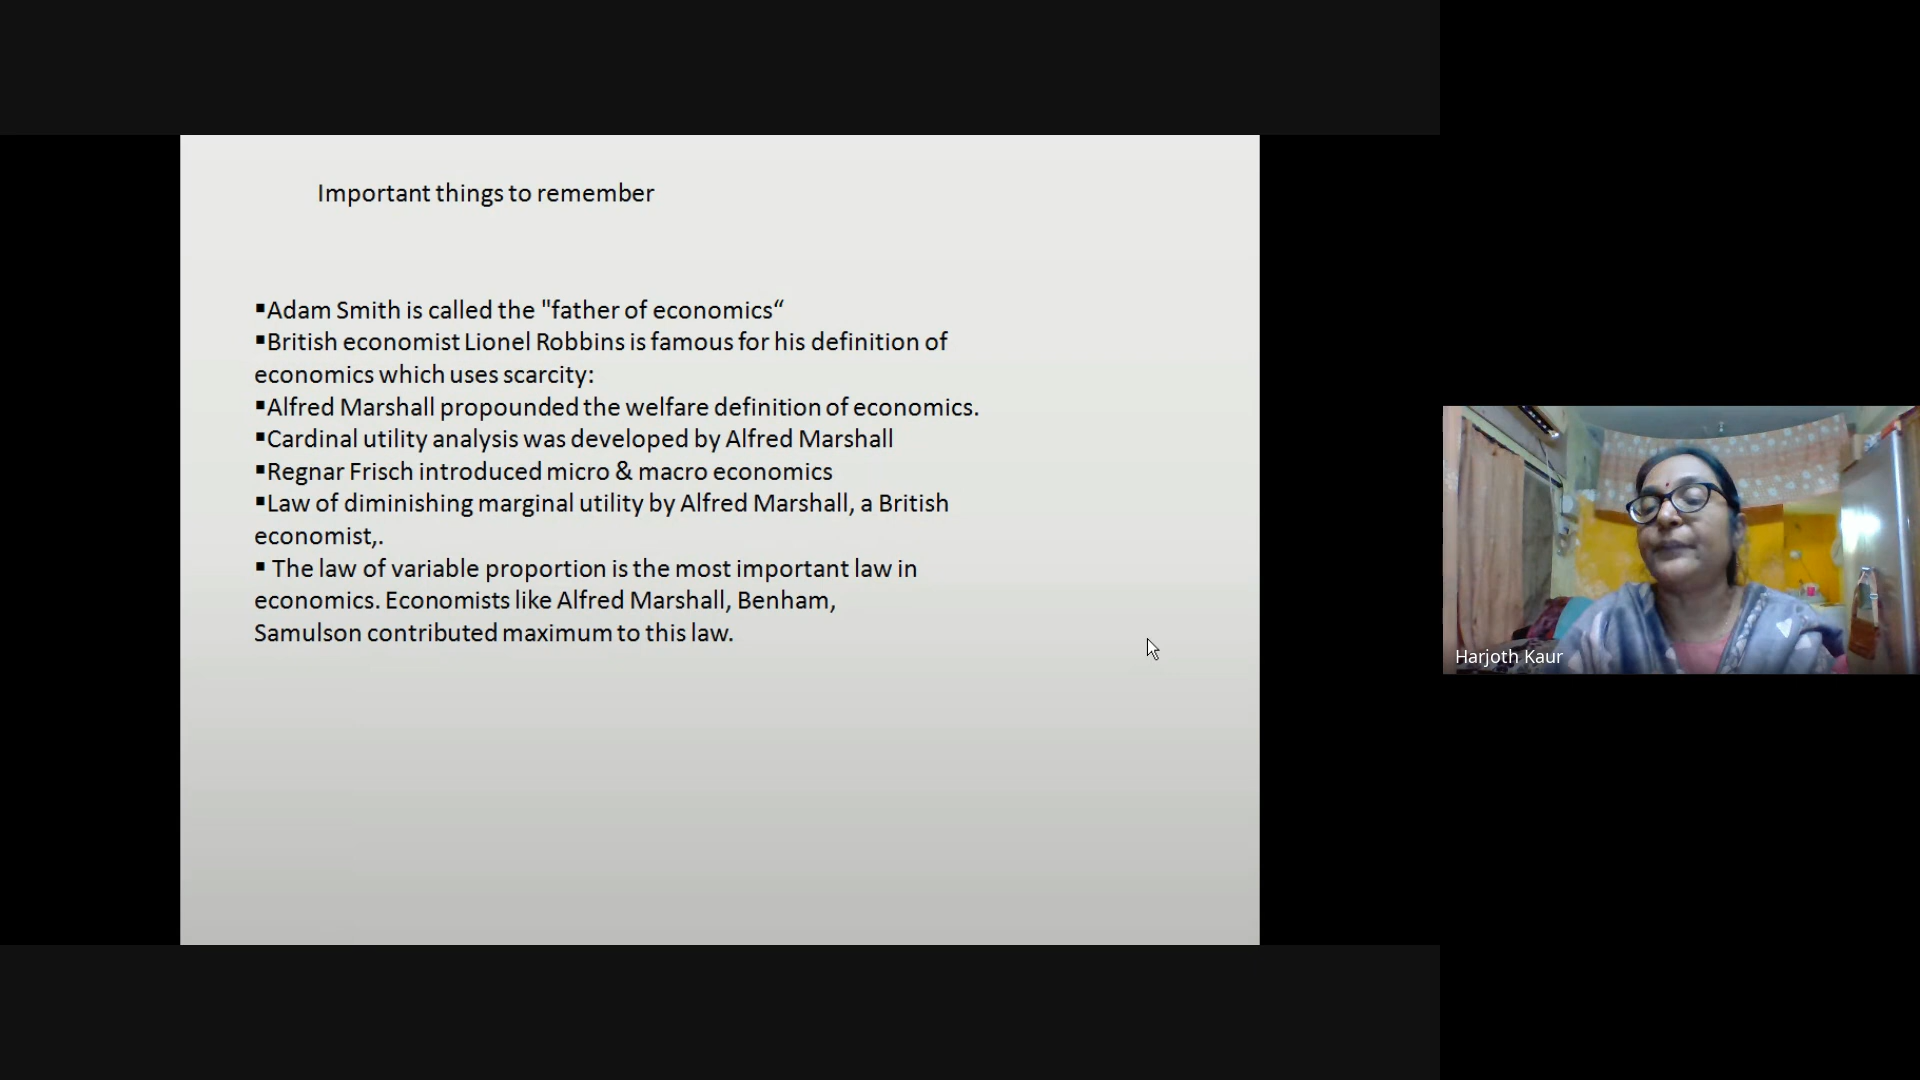 Important things to remember
▪Adam Smith is called the "father of economics“
▪British economist Lionel Robbins is famous for his definition of
economics which uses scarcity:
▪Alfred Marshall propounded the welfare definition of economics.
▪Cardinal utility analysis was developed by Alfred Marshall
▪Regnar Frisch introduced micro & macro economics
▪Law of diminishing marginal utility by Alfred Marshall, a British
economist,.
▪ The law of variable proportion is the most important law in
economics. Economists like Alfred Marshall, Benham,
Samulson contributed maximum to this law.
Harjoth Kaur